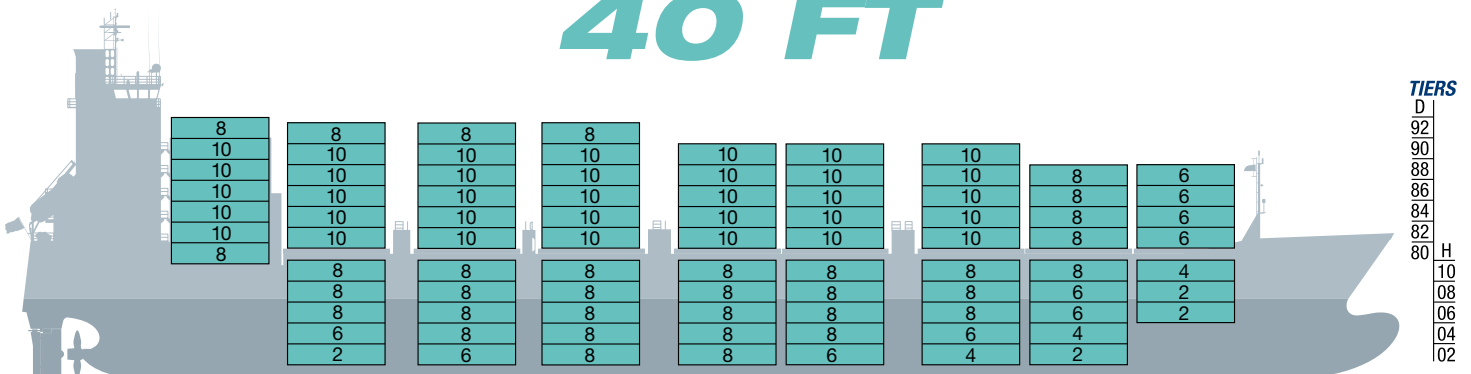 40 FT
TIERS
D
8
92
8 8 8
10 10 10 10 10 10 10 90
10 10 10 10 10 10 10 8 6 88
10 10 10 10 10 10 10 8 6 86
10 10 10 10 10 10 10 8 6 84
10 10 10 10 10 10 10 8 6 82
8 80 H
8 8 8 8 8 8 8 4 10
8 8 8 8 8 8 6 2 08
8 8 8 8 8 8 6 2 06
6 8 8 8 8 6 4 04
2 6 8 8 6 4 2 02